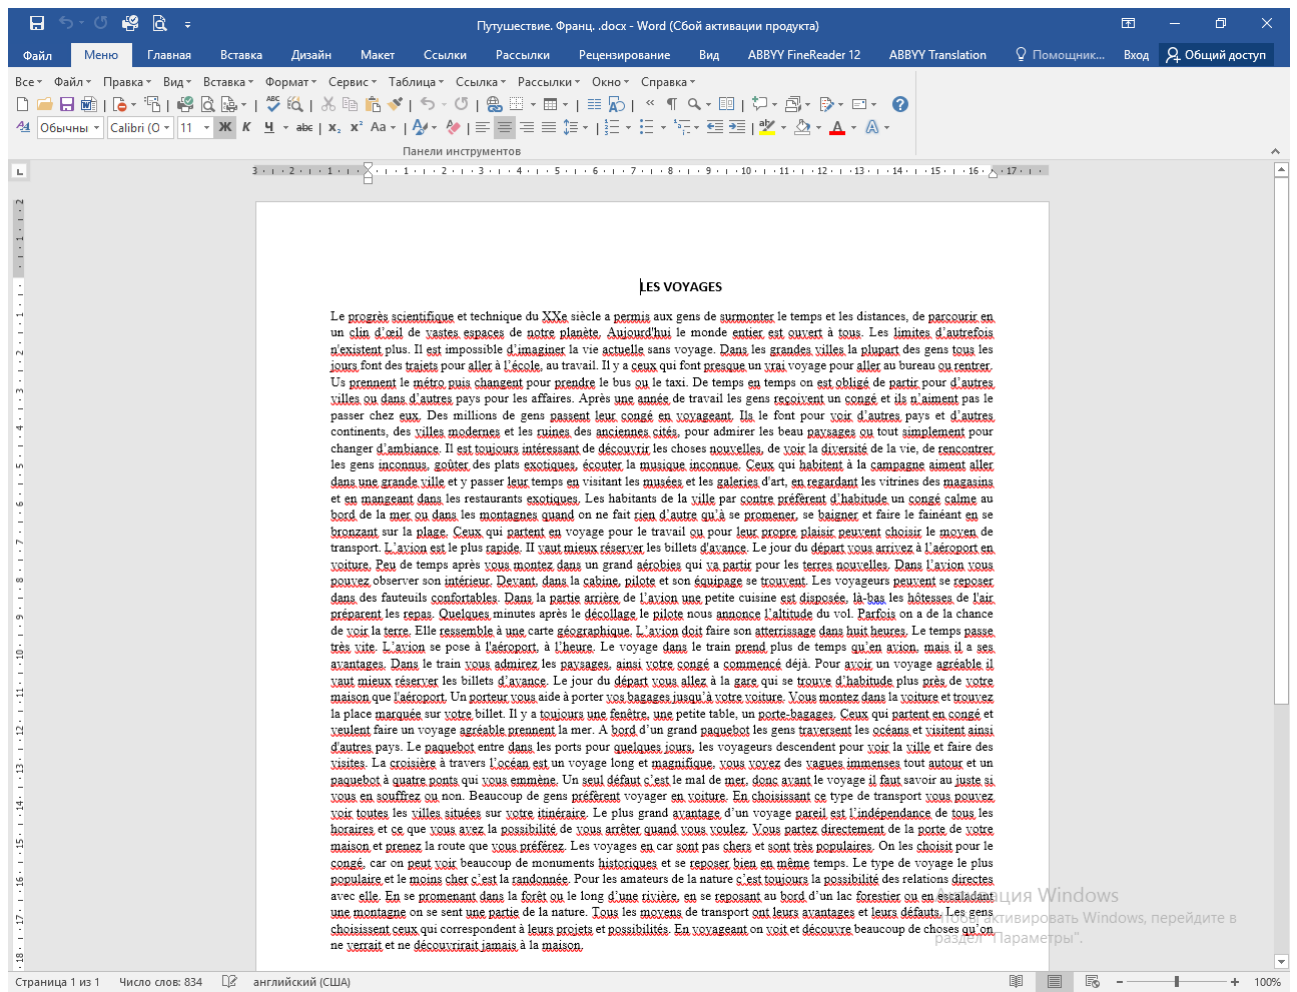 Путушествие. Франц. .docx - Word (Сбой активации продукта)
Файл Меню Главная Вставка Дизайн Макет Ссылки Рассылки Рецензирование Вид ABBYY FineReader 12 ABBYY Translation Помощник... Вход Общий доступ
Все Файл Правка Вид Вставка Формат Сервис Таблица Ссылка Рассылки Окно Справка
Обычны Calibri (О 11 Ж К Ч abc x₂ x² Aa
Панели инструментов
3 2 1 1 2 3 4 5 6 7 8 9 10 11 12 13 14 15 16 17
LES VOYAGES
Le progrès scientifique et technique du XXe siècle a permis aux gens de surmonter le temps et les distances, de parcourir en
un clin d’œil de vastes espaces de notre planète. Aujourd'hui le monde entier est ouvert à tous. Les limites d’autrefois
n'existent plus. Il est impossible d’imaginer la vie actuelle sans voyage. Dans les grandes villes la plupart des gens tous les
jours font des trajets pour aller à l’école, au travail. Il y a ceux qui font presque un vrai voyage pour aller au bureau ou rentrer.
Us prennent le métro puis changent pour prendre le bus ou le taxi. De temps en temps on est obligé de partir pour d’autres
villes ou dans d’autres pays pour les affaires. Après une année de travail les gens reçoivent un congé et ils n’aiment pas le
passer chez eux. Des millions de gens passent leur congé en voyageant. Ils le font pour voir d’autres pays et d’autres
continents, des villes modernes et les ruines des anciennes cités, pour admirer les beau paysages ou tout simplement pour
changer d’ambiance. Il est toujours intéressant de découvrir les choses nouvelles, de voir la diversité de la vie, de rencontrer
les gens inconnus, goûter des plats exotiques, écouter la musique inconnue. Ceux qui habitent à la campagne aiment aller
dans une grande ville et y passer leur temps en visitant les musées et les galeries d'art, en regardant les vitrines des magasins
et en mangeant dans les restaurants exotiques. Les habitants de la ville par contre préfèrent d’habitude un congé calme au
bord de la mer ou dans les montagnes quand on ne fait rien d’autre qu’à se promener, se baigner et faire le fainéant en se
bronzant sur la plage. Ceux qui partent en voyage pour le travail ou pour leur propre plaisir peuvent choisir le moyen de
transport. L’avion est le plus rapide. II vaut mieux réserver les billets d'avance. Le jour du départ vous arrivez à l’aéroport en
voiture. Peu de temps après vous montez dans un grand aérobies qui va partir pour les terres nouvelles. Dans l’avion vous
pouvez observer son intérieur. Devant, dans la cabine, pilote et son équipage se trouvent. Les voyageurs peuvent se reposer
dans des fauteuils confortables. Dans la partie arrière de l’avion une petite cuisine est disposée, là-bas les hôtesses de l'air
préparent les repas. Quelques minutes après le décollage le pilote nous annonce l’altitude du vol. Parfois on a de la chance
de voir la terre. Elle ressemble à une carte géographique. L’avion doit faire son atterrissage dans huit heures. Le temps passe
très vite. L’avion se pose à l'aéroport, à l’heure. Le voyage dans le train prend plus de temps qu’en avion, mais il a ses
avantages. Dans le train vous admirez les paysages, ainsi votre congé a commencé déjà. Pour avoir un voyage agréable il
vaut mieux réserver les billets d’avance. Le jour du départ vous allez à la gare qui se trouve d’habitude plus près de votre
maison que l'aéroport. Un porteur vous aide à porter vos bagages jusqu’à votre voiture. Vous montez dans la voiture et trouvez
la place marquée sur votre billet. Il y a toujours une fenêtre, une petite table, un porte-bagages. Ceux qui partent en congé et
veulent faire un voyage agréable prennent la mer. A bord d’un grand paquebot les gens traversent les océans et visitent ainsi
d'autres pays. Le paquebot entre dans les ports pour quelques jours, les voyageurs descendent pour voir la ville et faire des
visites. La croisière à travers l’océan est un voyage long et magnifique, vous voyez des vagues immenses tout autour et un
paquebot à quatre ponts qui vous emmène. Un seul défaut c’est le mal de mer, donc avant le voyage il faut savoir au juste si
vous en souffrez ou non. Beaucoup de gens préfèrent voyager en voiture. En choisissant ce type de transport vous pouvez
voir toutes les villes situées sur votre itinéraire. Le plus grand avantage d’un voyage pareil est l’indépendance de tous les
horaires et ce que vous avez la possibilité de vous arrêter quand vous voulez. Vous partez directement de la porte de votre
maison et prenez la route que vous préférez. Les voyages en car sont pas chers et sont très populaires. On les choisit pour le
congé, car on peut voir beaucoup de monuments historiques et se reposer bien en même temps. Le type de voyage le plus
populaire et le moins cher c’est la randonnée. Pour les amateurs de la nature c’est toujours la possibilité des relations directes
avec elle. En se promenant dans la forêt ou le long d’une rivière, en se reposant au bord d’un lac forestier ou en escaladant
une montagne on se sent une partie de la nature. Tous les moyens de transport ont leurs avantages et leurs défauts. Les gens
choisissent ceux qui correspondent à leurs projets et possibilités. En voyageant on voit et découvre beaucoup de choses qu’on
ne verrait et ne découvrirait jamais à la maison.
Активация Windows
Чтобы активировать Windows, перейдите в
раздел "Параметры".
Страница 1 из 1 Число слов: 834 английский (США) 100%